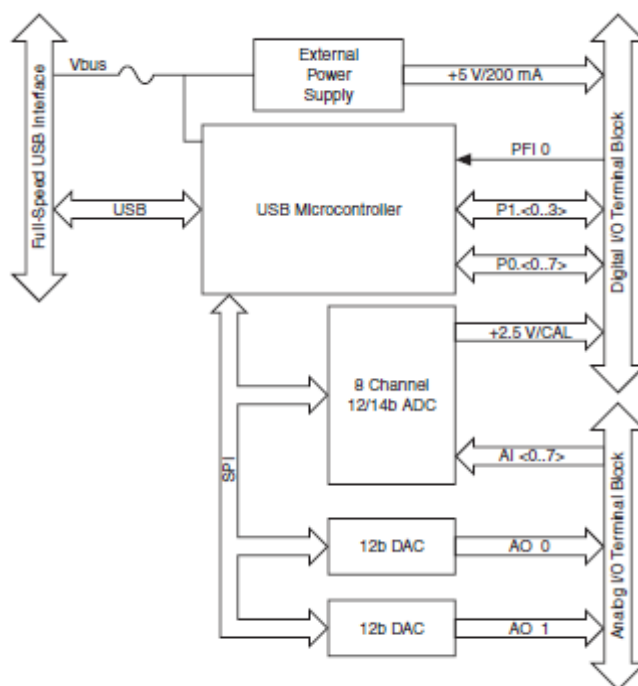 Full-Speed USB Interface
Vbus
External
Power
Supply
+5 V/200 mA
Digital I/O Terminal Block
PFI 0
USB
USB Microcontroller
P1.<0..3>
P0.<0..7>
+2.5 V/CAL
8 Channel
12/14b ADC
SPI
AI <0..7>
Analog I/O Terminal Block
12b DAC
AO 0
12b DAC
AO 1